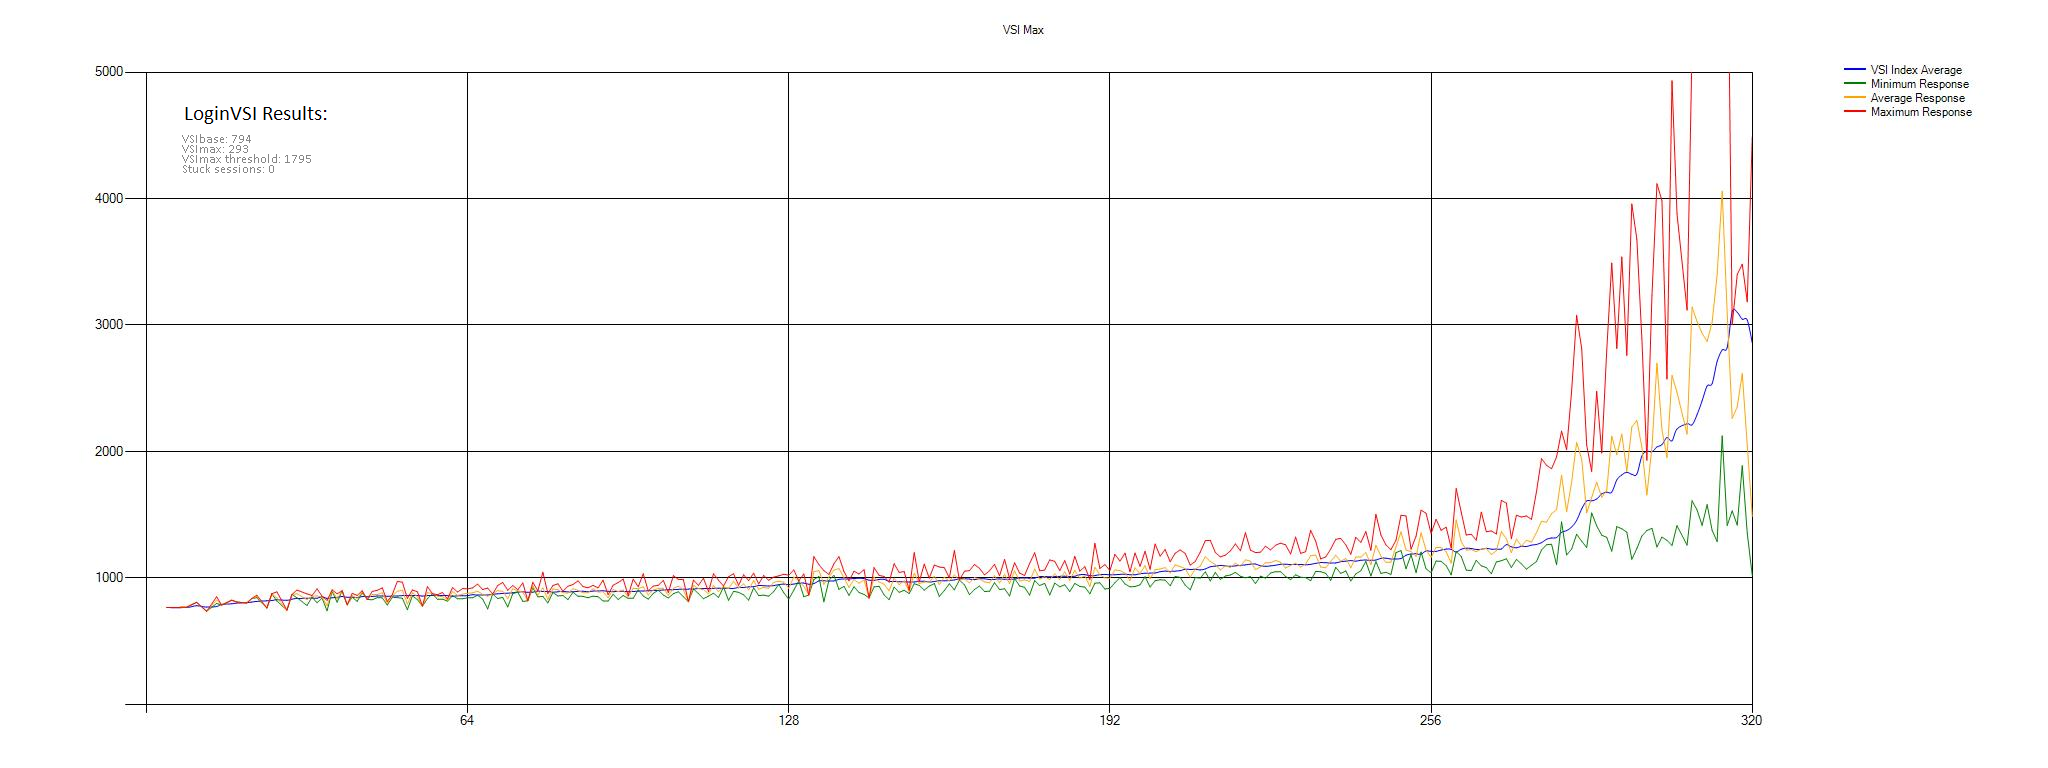 VSI Max
5000
4000
3000
2000
1000
64
128
192
256
320
LoginVSI Results:
VSIbase: 794
VSImax: 293
VSImax threshold: 1795
Stuck sessions: 0
VSI Index Average
Minimum Response
Average Response
Maximum Response